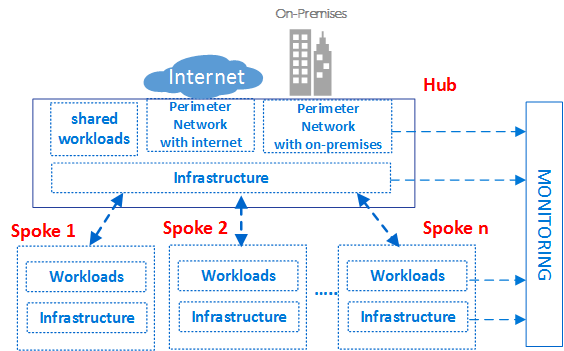 On-Premises
Internet
Hub
shared
workloads
Perimeter
Network
with internet
Perimeter
Network
with on-premises
Infrastructure
MONITORING
Spoke 1
Spoke 2
Spoke n
Workloads
Infrastructure
Workloads
Infrastructure
.....
Workloads
Infrastructure